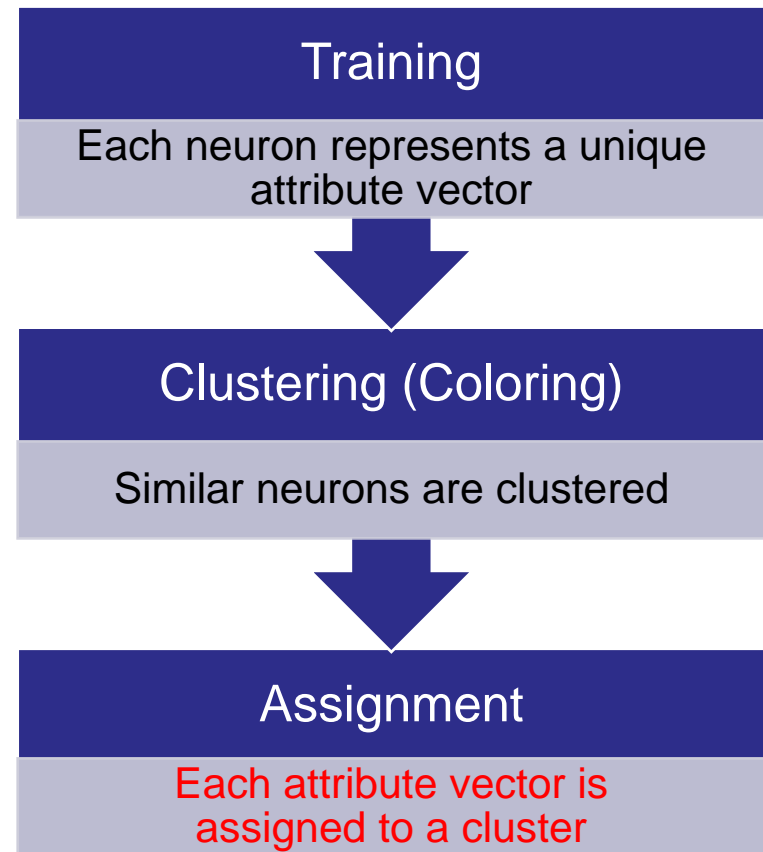 Training
Each neuron represents a unique
attribute vector
Clustering (Coloring)
Similar neurons are clustered
Assignment
Each attribute vector is
assigned to a cluster